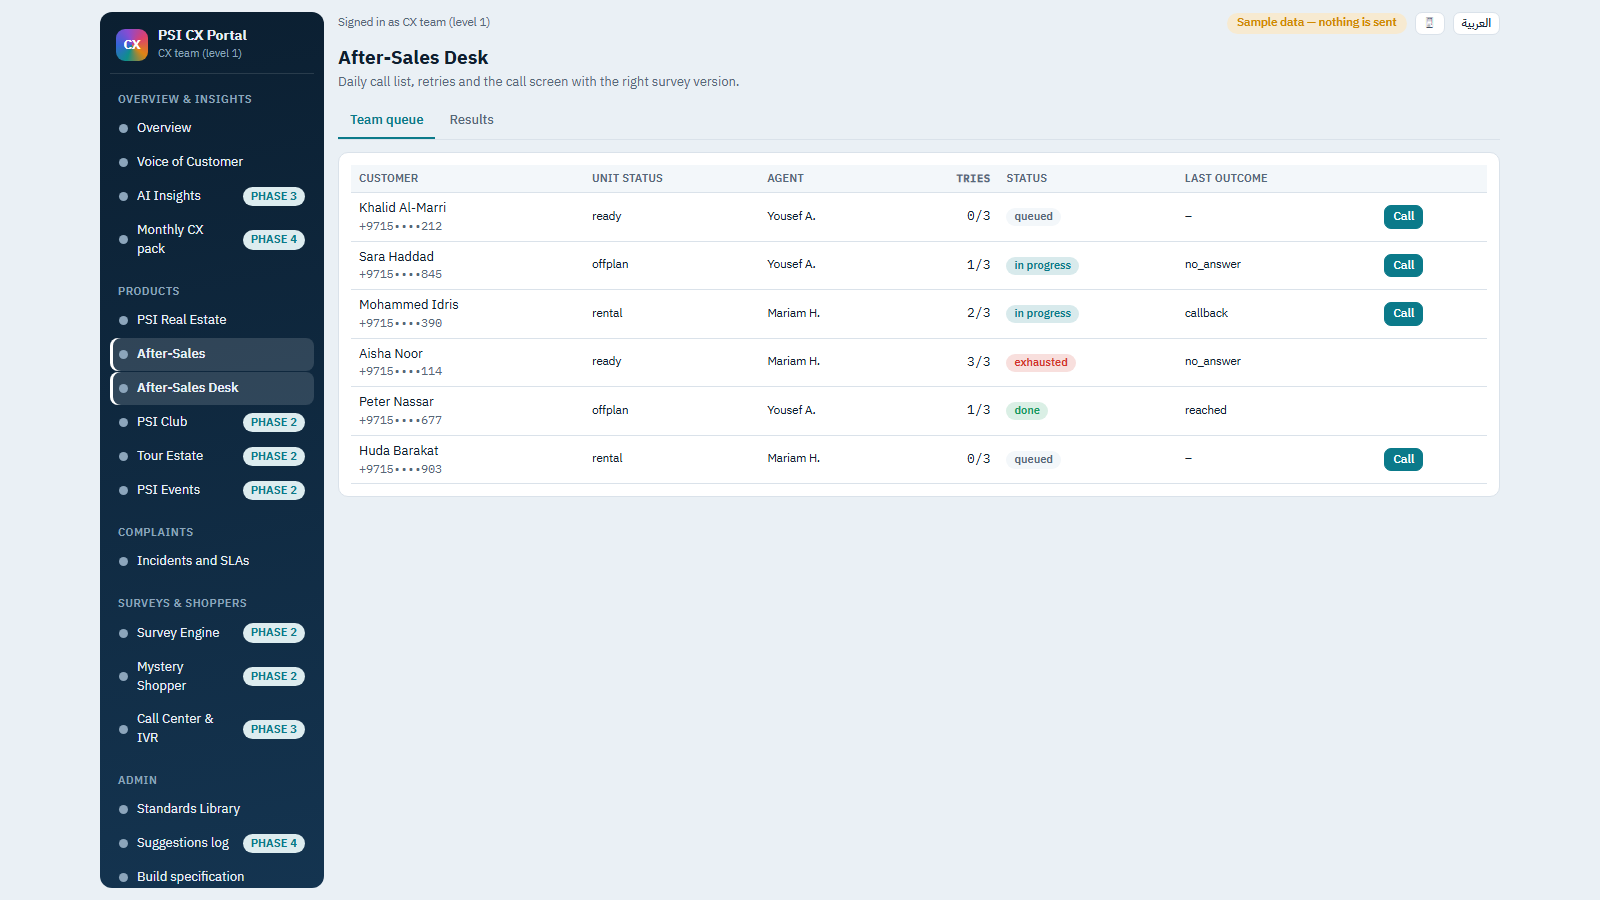 CX
PSI CX Portal
CX team (level 1)
OVERVIEW & INSIGHTS
Overview
Voice of Customer
AI Insights PHASE 3
Monthly CX pack PHASE 4
PRODUCTS
PSI Real Estate
After-Sales
After-Sales Desk
PSI Club PHASE 2
Tour Estate PHASE 2
PSI Events PHASE 2
COMPLAINTS
Incidents and SLAs
SURVEYS & SHOPPERS
Survey Engine PHASE 2
Mystery Shopper PHASE 2
Call Center & IVR PHASE 3
ADMIN
Standards Library
Suggestions log PHASE 4
Build specification
Signed in as CX team (level 1)
Sample data — nothing is sent
العربية
After-Sales Desk
Daily call list, retries and the call screen with the right survey version.
Team queue Results
CUSTOMER UNIT STATUS AGENT TRIES STATUS LAST OUTCOME
Khalid Al-Marri ready Yousef A. 0/3 queued – Call
+9715••••212
Sara Haddad offplan Yousef A. 1/3 in progress no_answer Call
+9715••••845
Mohammed Idris rental Mariam H. 2/3 in progress callback Call
+9715••••390
Aisha Noor ready Mariam H. 3/3 exhausted no_answer
+9715••••114
Peter Nassar offplan Yousef A. 1/3 done reached
+9715••••677
Huda Barakat rental Mariam H. 0/3 queued – Call
+9715••••903